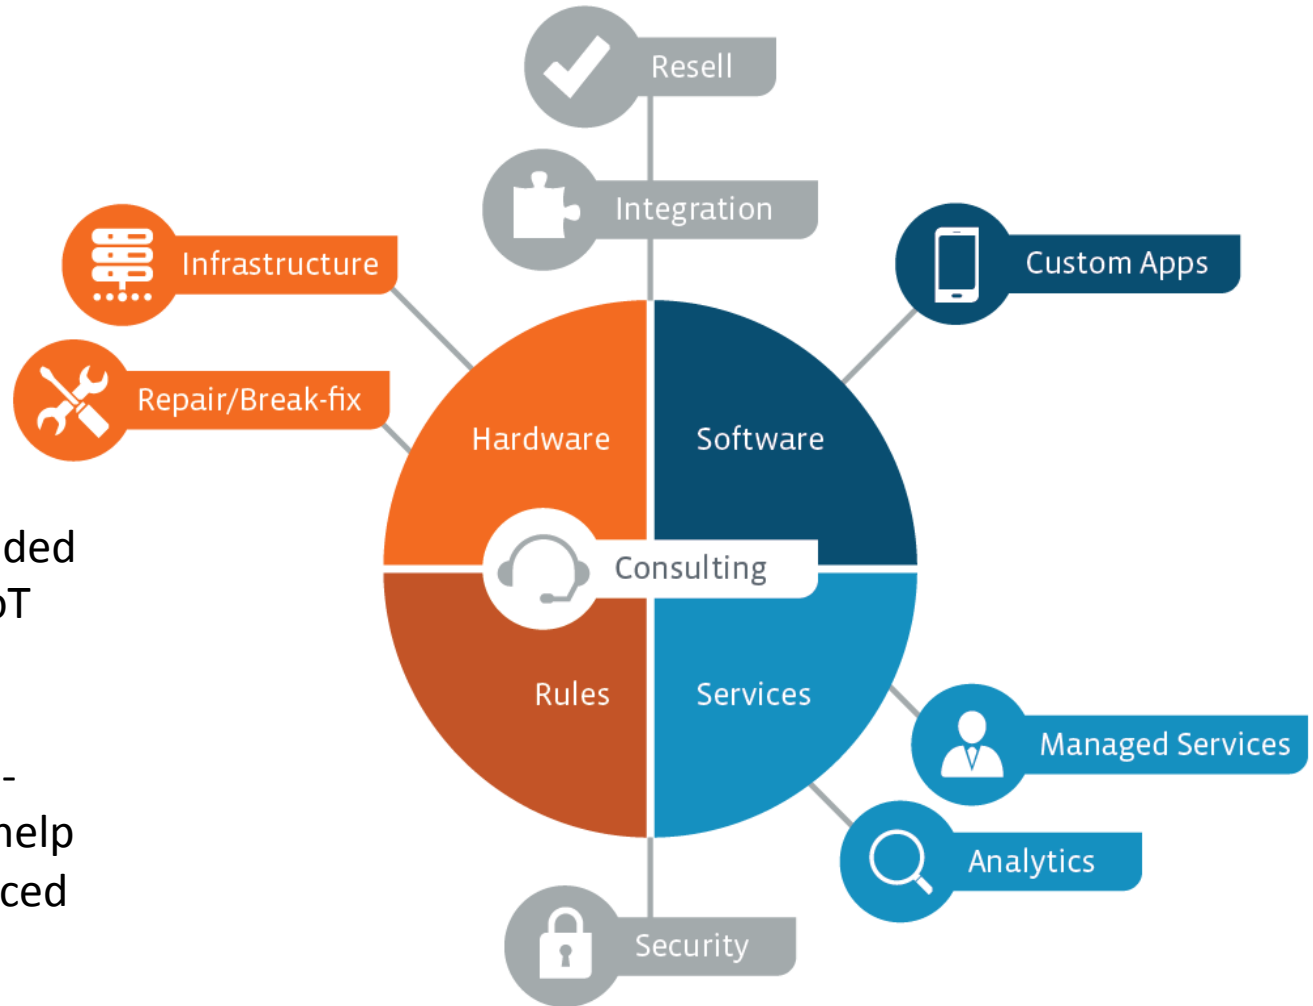 Resell
Integration
Infrastructure
Custom Apps
Repair/Break-fix
Hardware
Software
ded
oT
Consulting
Rules
Services
Managed Services
-
help
Analytics
ced
Security